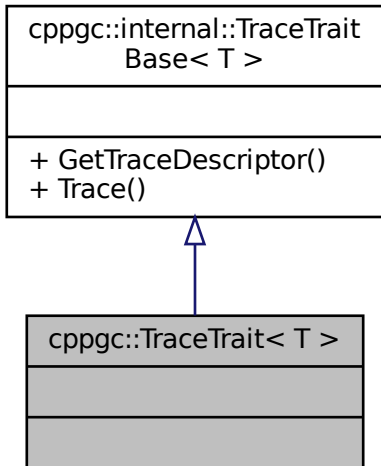 cppgc::internal::TraceTrait
Base< T >
+ GetTraceDescriptor()
+ Trace()
cppgc::TraceTrait< T >